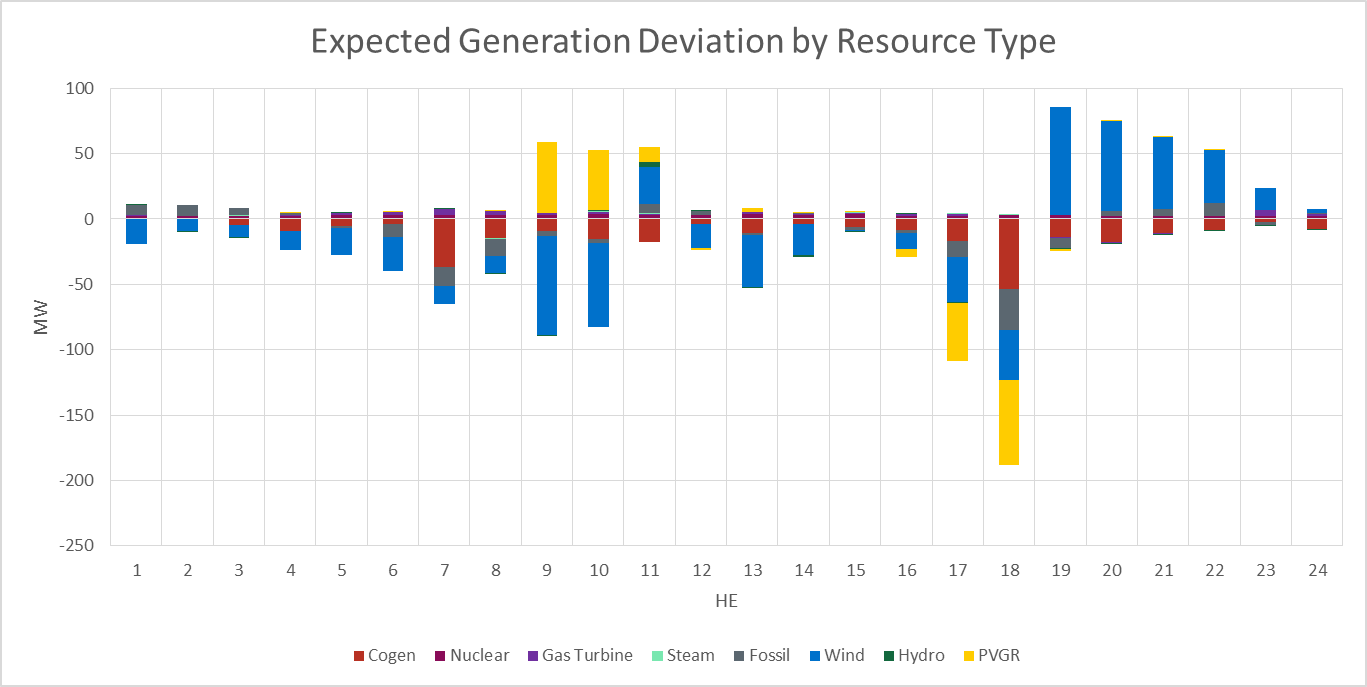 Expected Generation Deviation by Resource Type
100
50
0
-50
-100
-150
-200
-250
MW
1 2 3 4 5 6 7 8 9 10 11 12 13 14 15 16 17 18 19 20 21 22 23 24
HE
Cogen Nuclear Gas Turbine Steam Fossil Wind Hydro PVGR